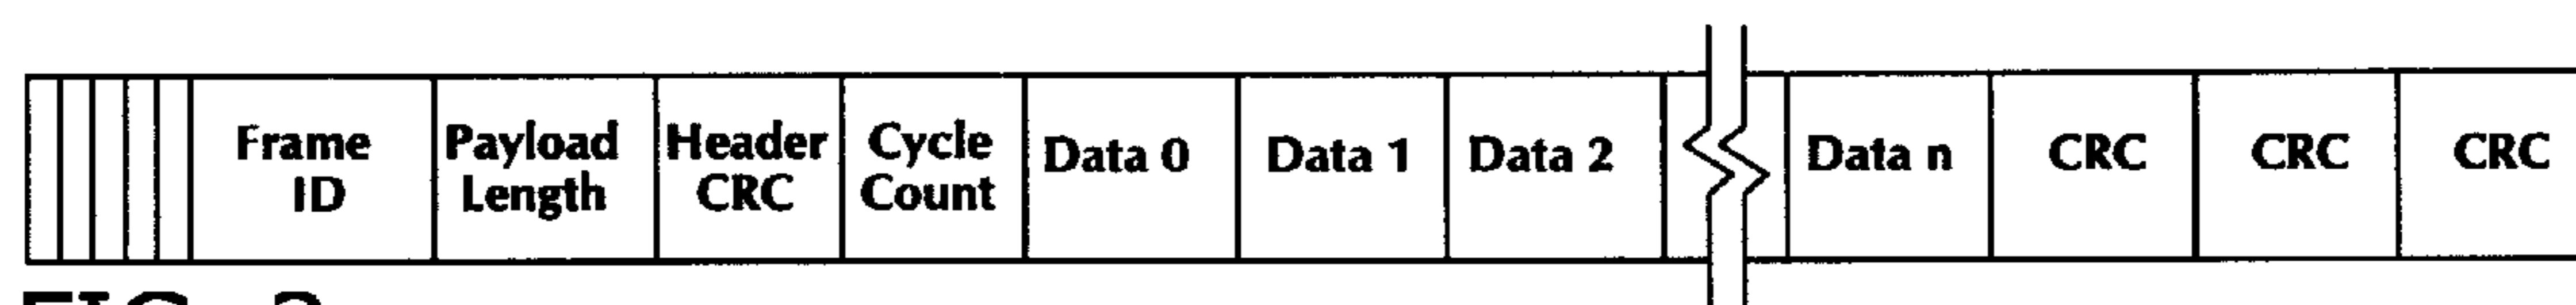 Frame ID
Payload Length
Header CRC
Cycle Count
Data 0
Data 1
Data 2
Data n
CRC
CRC
CRC